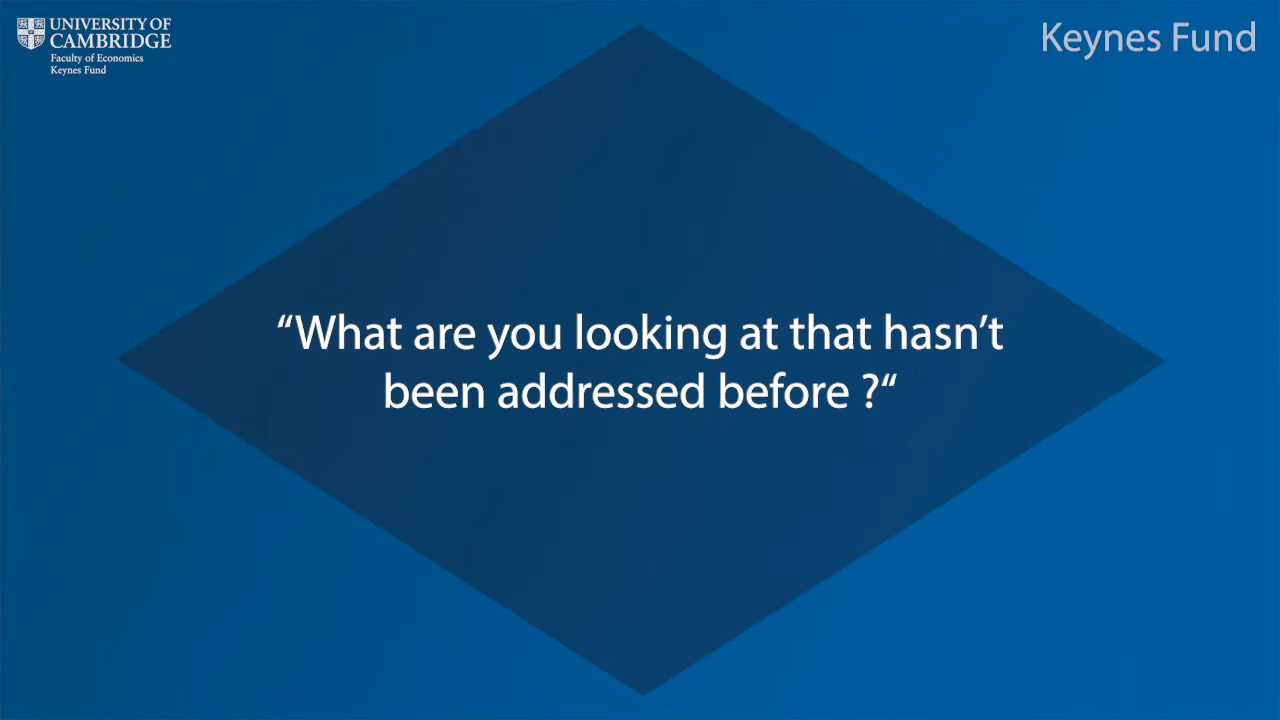 UNIVERSITY OF
CAMBRIDGE
Faculty of Economics
Keynes Fund
Keynes Fund
“What are you looking at that hasn’t
been addressed before ?“